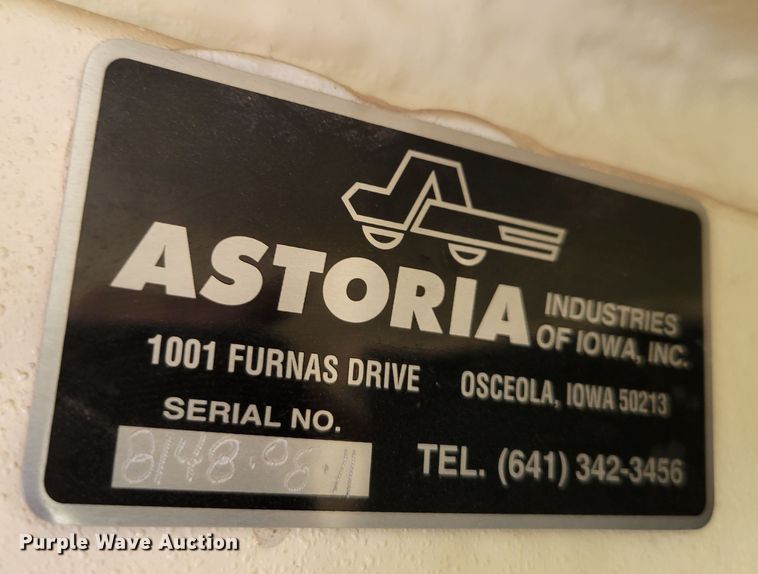 ASTORIA INDUSTRIES OF IOWA, INC.
1001 FURNAS DRIVE OSCEOLA, IOWA 50213
SERIAL NO.
TEL. (641) 342-3456
Purple Wave Auction